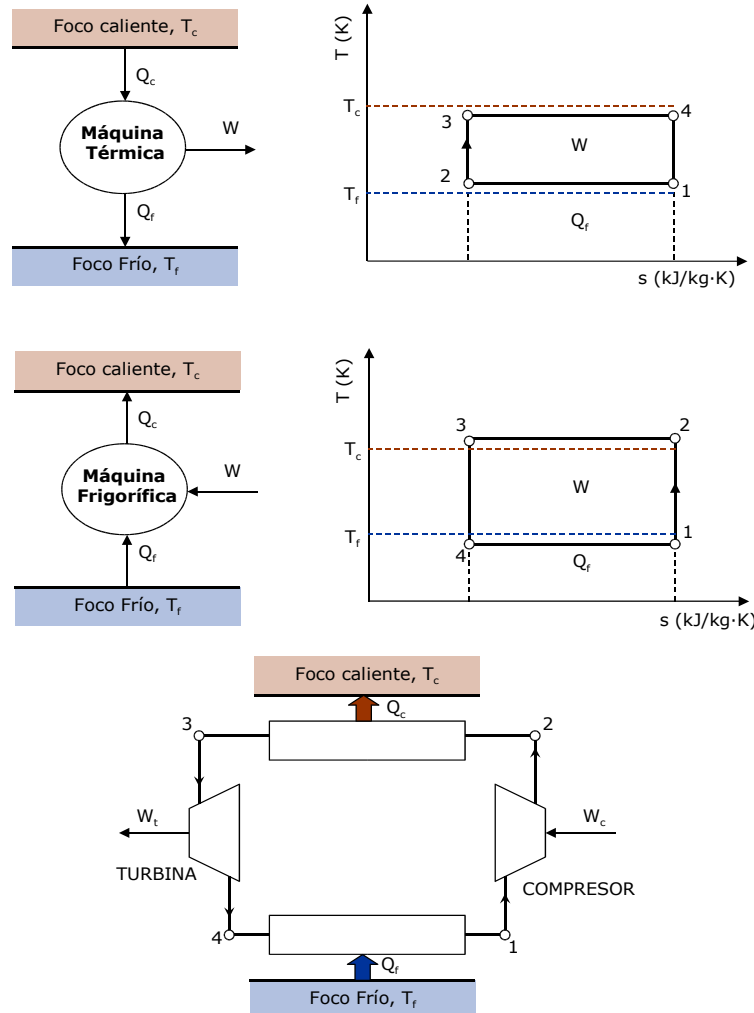 Foco caliente, Tc
Qc
Máquina
Térmica
W
Qf
Foco Frío, Tf
T (K)
Tc
3
4
W
2
1
Tf
Qf
s (kJ/kg·K)
Foco caliente, Tc
Qc
Máquina
Frigorífica
W
Qf
Foco Frío, Tf
T (K)
3
2
Tc
W
Tf
1
4
Qf
s (kJ/kg·K)
Foco caliente, Tc
Qc
3
2
Wt
Wc
TURBINA
COMPRESOR
4
1
Qf
Foco Frío, Tf